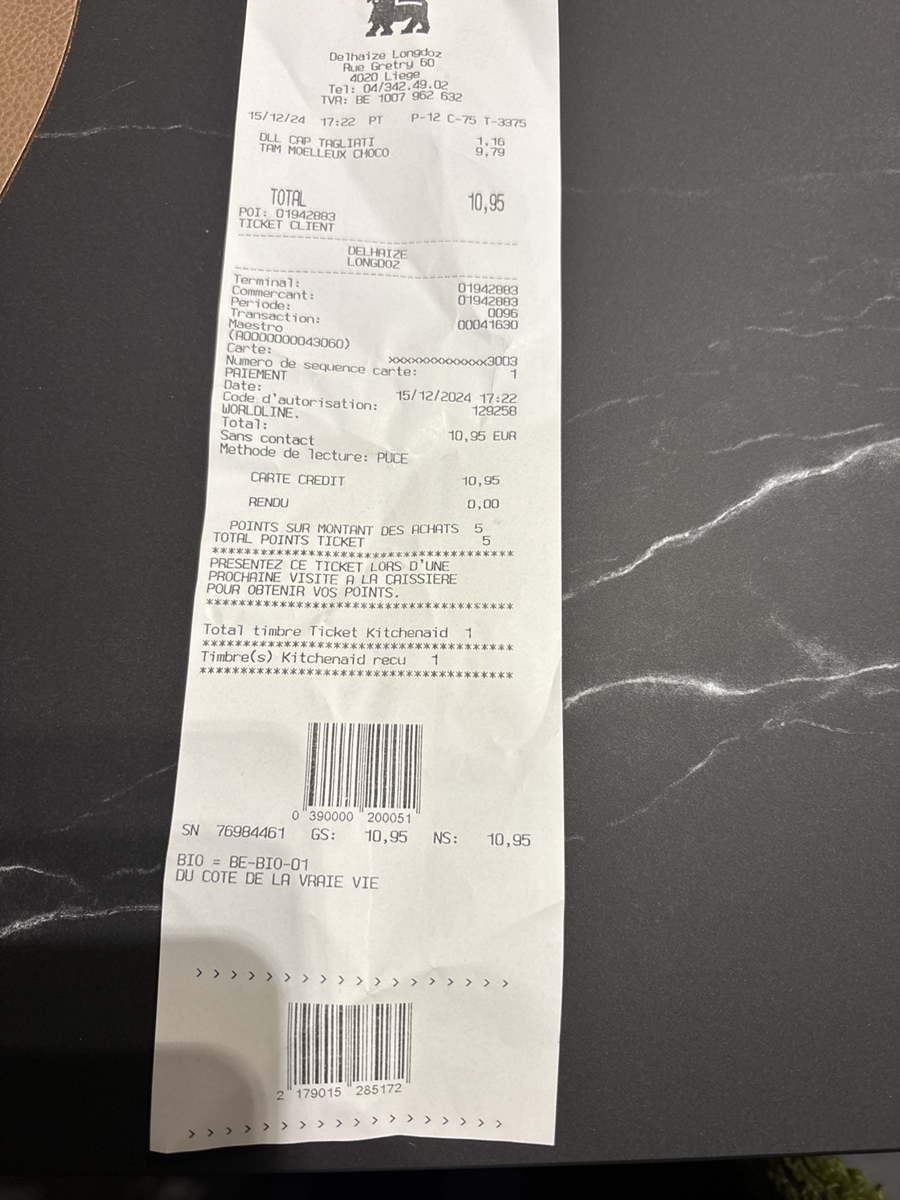 Delhaize Longdoz
Rue Gretry 60
4020 Liege
Tel: 04/342.49.02
TVA: BE 1007 962 632
15/12/24 17:22 PT P-12 C-75 T-3375
DLL CAP TAGLIATI 1,16
TAM MOELLEUX CHOCO 9,79
TOTAL 10,95
POI: 01942883
TICKET CLIENT
DELHAIZE
LONGDOZ
Terminal: 01942883
Commercant: 01942883
Periode: 0096
Transaction: 00041630
Maestro
(A0000000043060)
Carte: xxxxxxxxxxxxx3003
Numero de sequence carte: 1
PAIEMENT
Date: 15/12/2024 17:22
Code d'autorisation: 129258
WORLDLINE.
Total: 10,95 EUR
Sans contact
Methode de lecture: PUCE
CARTE CREDIT 10,95
RENDU 0,00
POINTS SUR MONTANT DES ACHATS 5
TOTAL POINTS TICKET 5
*************************************
PRESENTEZ CE TICKET LORS D'UNE
PROCHAINE VISITE A LA CAISSIERE
POUR OBTENIR VOS POINTS.
*************************************
Total timbre Ticket Kitchenaid 1
*************************************
Timbre(s) Kitchenaid recu 1
*************************************
0 390000 200051
SN 76984461 GS: 10,95 NS: 10,95
BIO = BE-BIO-01
DU COTE DE LA VRAIE VIE
> > > > > > > > > > > > > > > > > >
2 179015 285172
> > > > > > > > > > > > > > > > > >